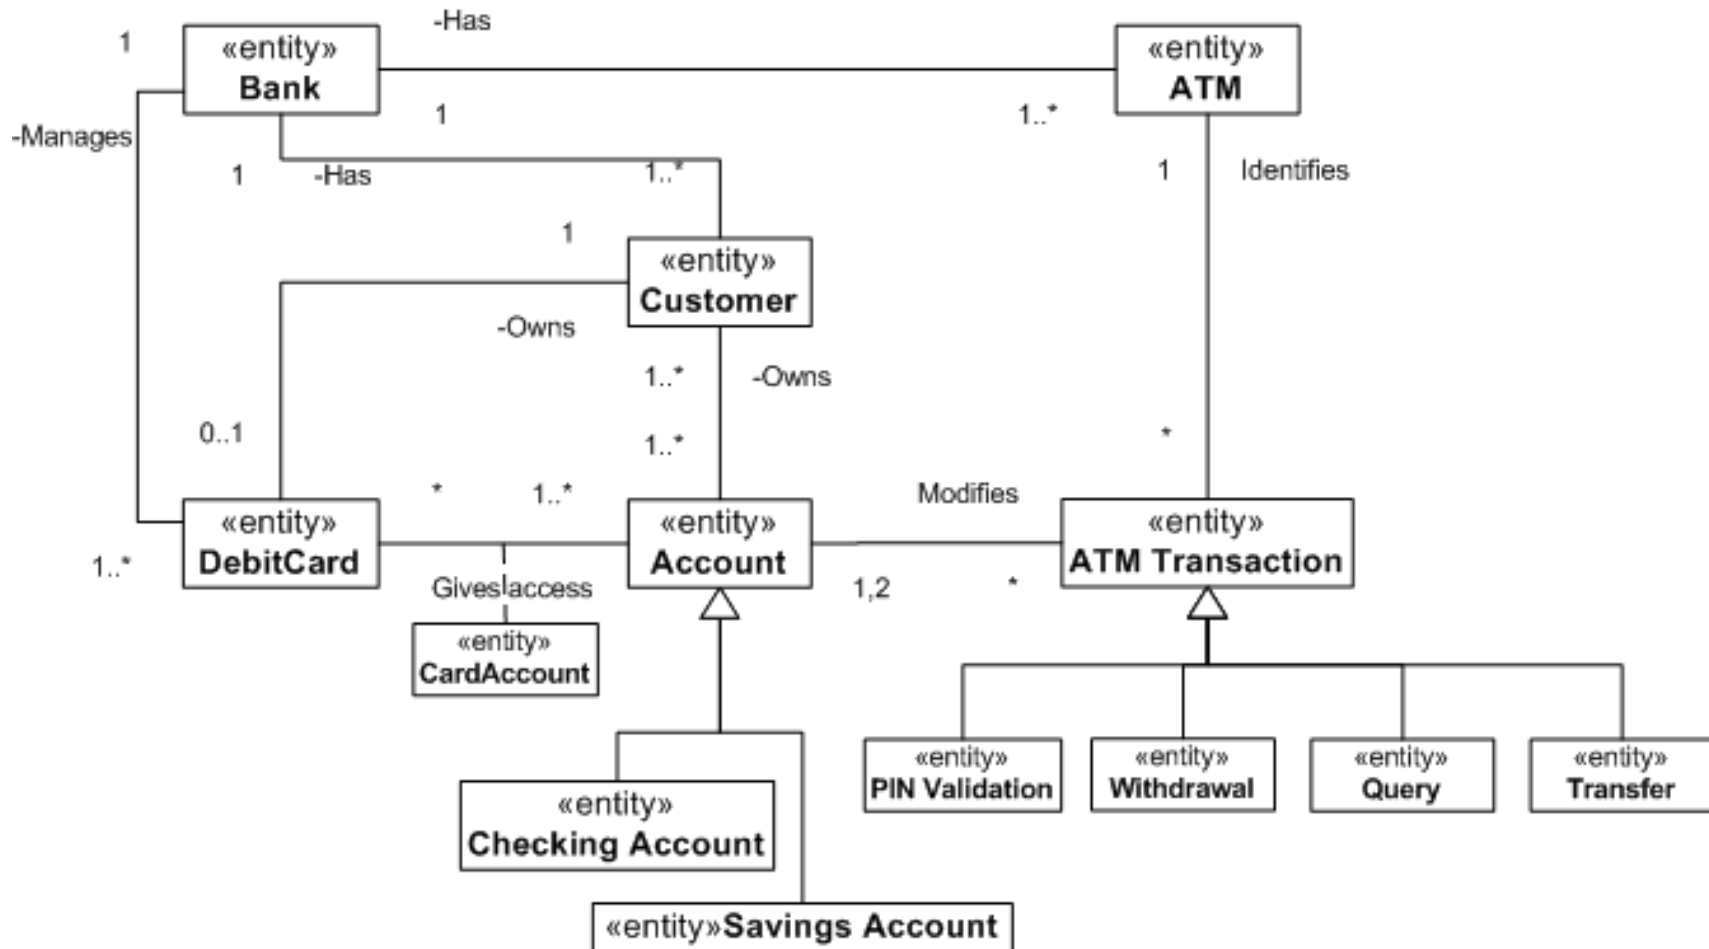 -Has
1
«entity»
Bank
«entity»
ATM
1
1..*
-Manages
1
-Has
1..*
1
Identifies
1
«entity»
Customer
-Owns
1..*
-Owns
0..1
1..*
*
*
1..*
Modifies
«entity»
DebitCard
«entity»
Account
«entity»
ATM Transaction
1..*
Gives access
1,2
*
«entity»
CardAccount
«entity»
PIN Validation
«entity»
Withdrawal
«entity»
Query
«entity»
Transfer
«entity»
Checking Account
«entity»Savings Account